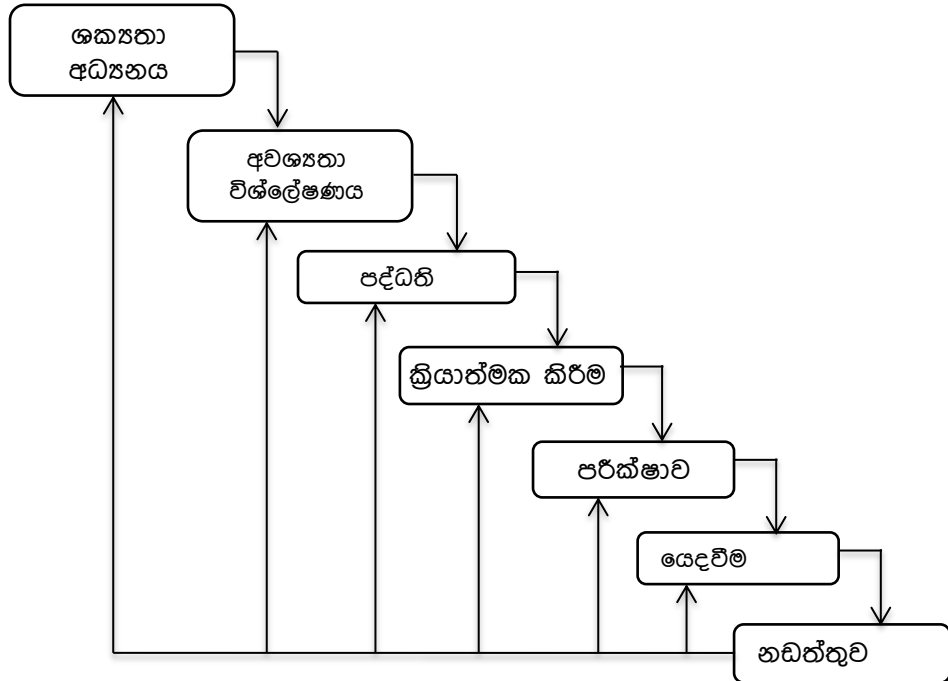 ශක්‍යතා
අධ්‍යනය
අවශ්‍යතා
විශ්ලේෂණය
පද්ධති
ක්‍රියාත්මක කිරීම
පරීක්ෂාව
යෙදවීම
නඩත්තුව